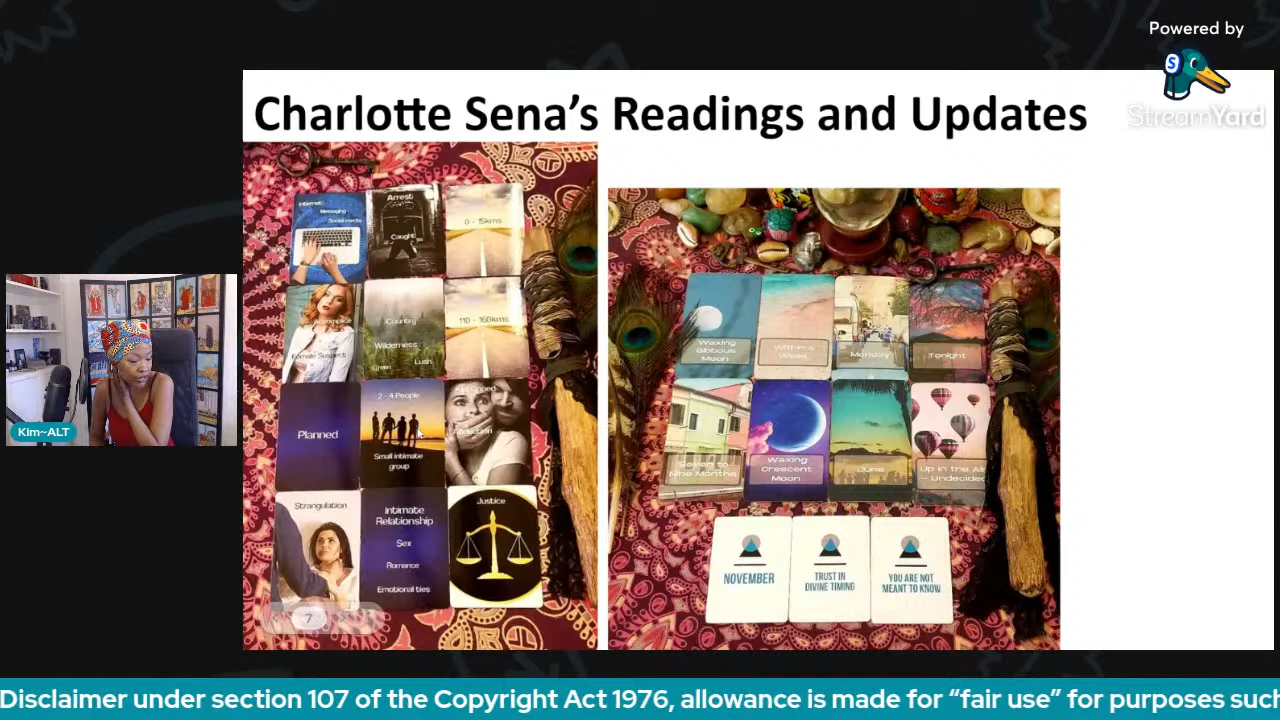 Powered by
StreamYard
Charlotte Sena's Readings and Updates
Internet
Messaging
Social media
Arrest
Caught
0 - 15kms
Accomplice
Female Suspect
Country
Wilderness
Green
Lush
110 - 160kms
Planned
2 - 4 People
Small intimate
group
Kidnapped
Abduction
Strangulation
Intimate
Relationship
Sex
Romance
Emotional ties
Justice
7
Waxing
Gibbous
Moon
Within a
Week
Monday
Tonight
Seven to
Nine Months
Waxing
Crescent
Moon
June
Up in the Air
– Undecided
NOVEMBER
TRUST IN
DIVINE TIMING
YOU ARE NOT
MEANT TO KNOW
Kim~ALT
Disclaimer under section 107 of the Copyright Act 1976, allowance is made for “fair use” for purposes such